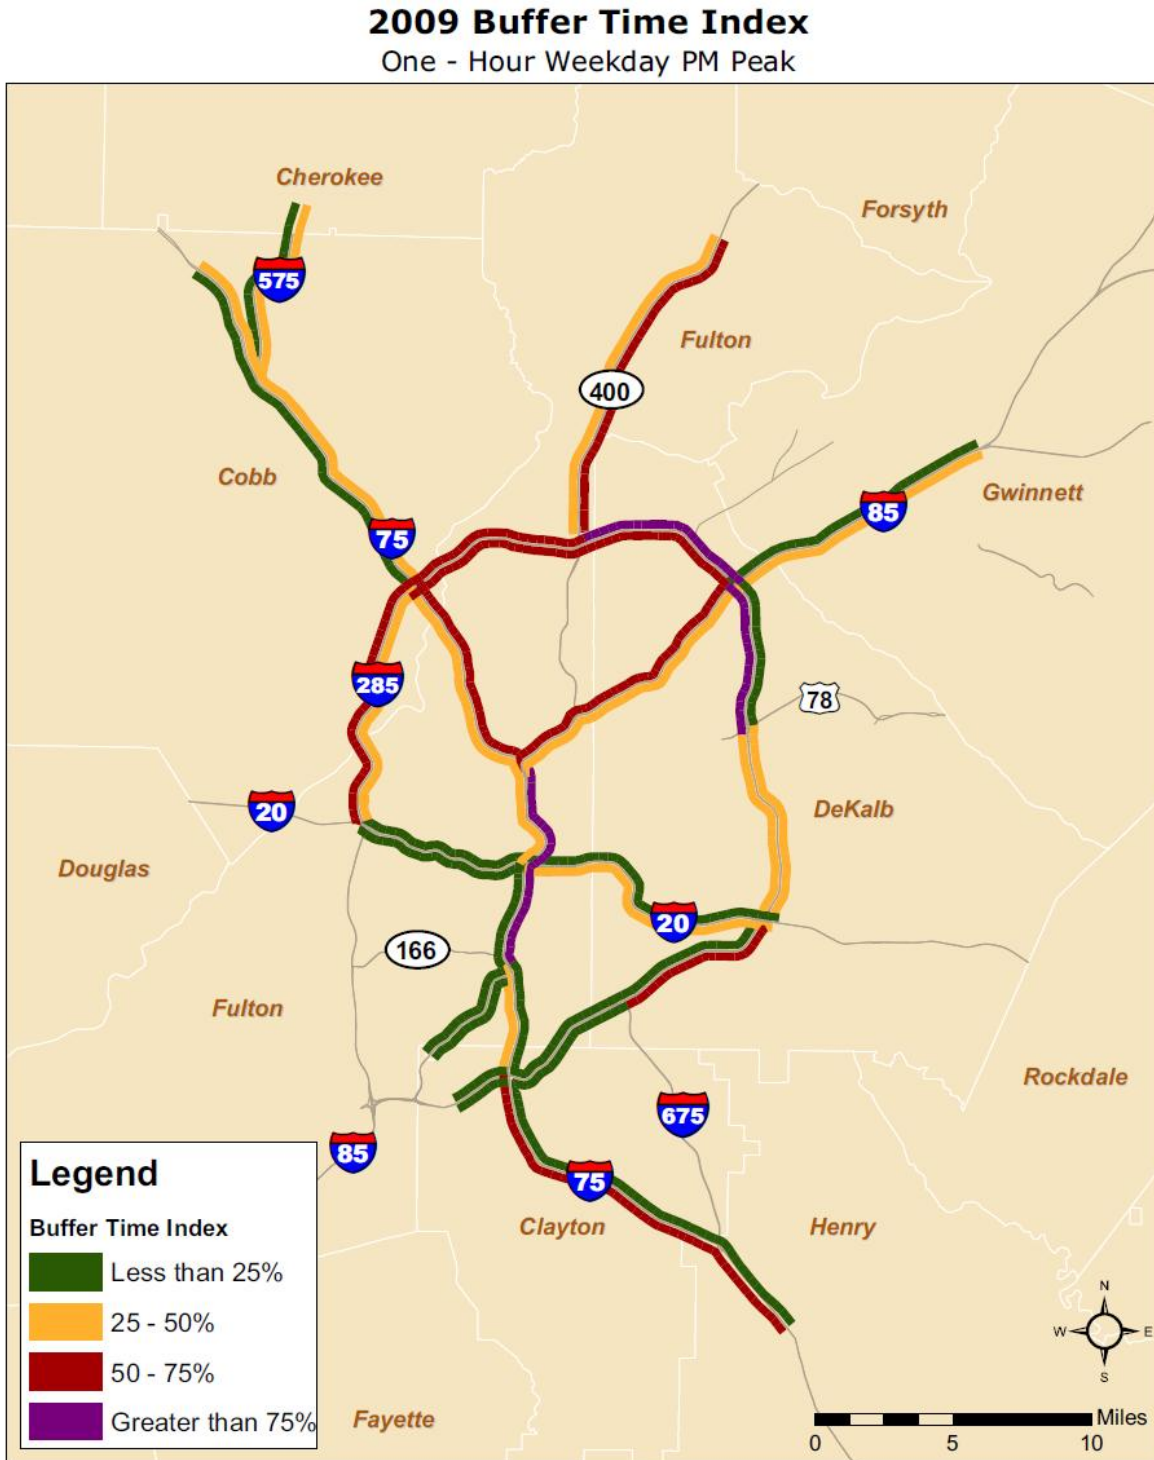 2009 Buffer Time Index
One - Hour Weekday PM Peak
Cherokee
Forsyth
575
Fulton
400
Cobb
Gwinnett
85
75
285
78
20
DeKalb
Douglas
20
166
Fulton
Rockdale
675
85
75
Clayton
Henry
Legend
Buffer Time Index
Less than 25%
25 - 50%
50 - 75%
Greater than 75%
Fayette
N
W
E
S
Miles
0
5
10